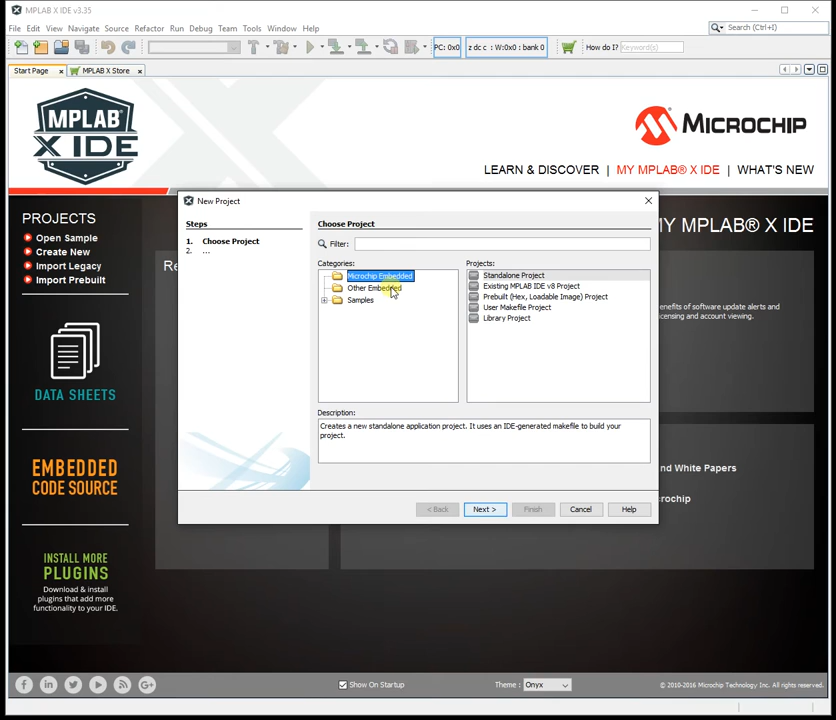 MPLAB X IDE v3.35
File Edit View Navigate Source Refactor Run Debug Team Tools Window Help
Search (Ctrl+I)
PC: 0x0
z dc c : W:0x0 : bank 0
How do I? Keyword(s)
Start Page
MPLAB X Store
MPLAB
X IDE
MICROCHIP
LEARN & DISCOVER | MY MPLAB® X IDE | WHAT'S NEW
PROJECTS
Open Sample
Create New
Import Legacy
Import Prebuilt
Re
MY MPLAB® X IDE
enefits of software update alerts and
censing and account viewing.
DATA SHEETS
EMBEDDED
CODE SOURCE
nd White Papers
rochip
INSTALL MORE
PLUGINS
Download & install
plugins that add more
functionality to your IDE.
New Project
Steps
1. Choose Project
2. ...
Choose Project
Filter:
Categories:
Microchip Embedded
Other Embedded
Samples
Projects:
Standalone Project
Existing MPLAB IDE v8 Project
Prebuilt (Hex, Loadable Image) Project
User Makefile Project
Library Project
Description:
Creates a new standalone application project. It uses an IDE-generated makefile to build your
project.
< Back
Next >
Finish
Cancel
Help
Show On Startup
Theme : Onyx
© 2010-2016 Microchip Technology Inc. All rights reserved.